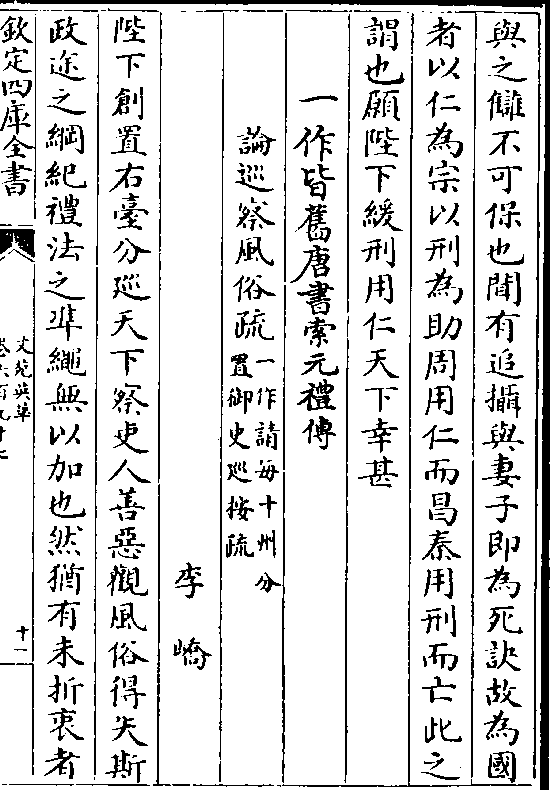 與之讎不可保也聞有追攝與妻子即為死訣故為國
者以仁為宗以刑為助周用仁而昌秦用刑而亡此之
謂也願陛下緩刑用仁天下幸甚
一作皆舊唐書索元禮傳
論巡察風俗疏一作請每十州分置御史巡按疏
李嶠
陛下創置右臺分巡天下察吏人善惡觀風俗得失斯
政途之綱紀禮法之準繩無以加也然猶有未折衷者
欽定四庫全書
文苑英華
卷六百九十七
十一